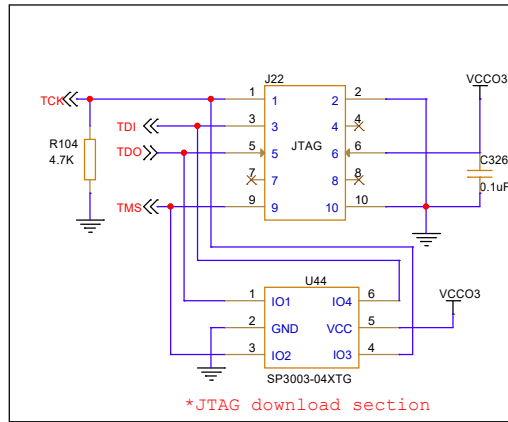 J22
VCCO3
TCK
1 1 2 2
TDI
3 3 4 4
TDO
5 5 JTAG 6 6
R104
4.7K
C326
0.1uF
7 7 8 8
TMS
9 9 10 10
U44
VCCO3
1 IO1 IO4 6
2 GND VCC 5
3 IO2 IO3 4
SP3003-04XTG
*JTAG download section